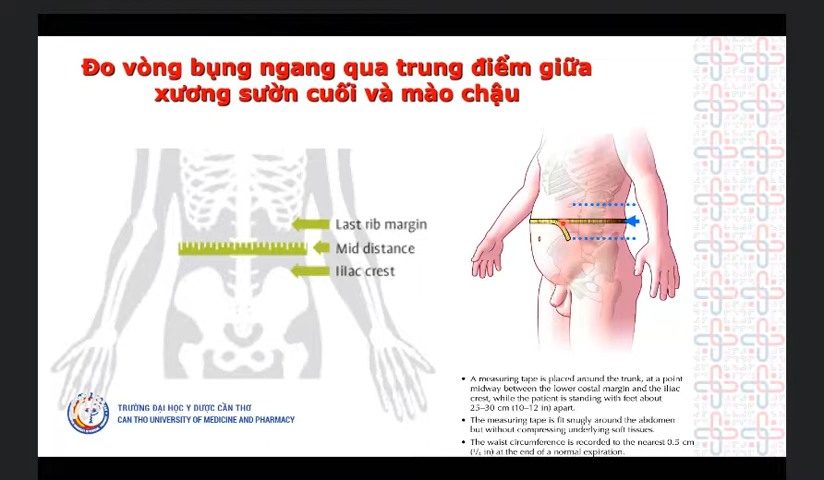 Đo vòng bụng ngang qua trung điểm giữa
xương sườn cuối và mào chậu
Last rib margin
Mid distance
Iiliac crest
• A measuring tape is placed around the trunk, at a point
midway between the lower costal margin and the iliac
crest, while the patient is standing with feet about
25–30 cm (10–12 in) apart.
• The measuring tape is fit snugly around the abdomen
but without compressing underlying soft tissues.
• The waist circumference is recorded to the nearest 0.5 cm
(¹/₄ in) at the end of a normal expiration.
TRƯỜNG ĐẠI HỌC Y DƯỢC CẦN THƠ
CAN THO UNIVERSITY OF MEDICINE AND PHARMACY